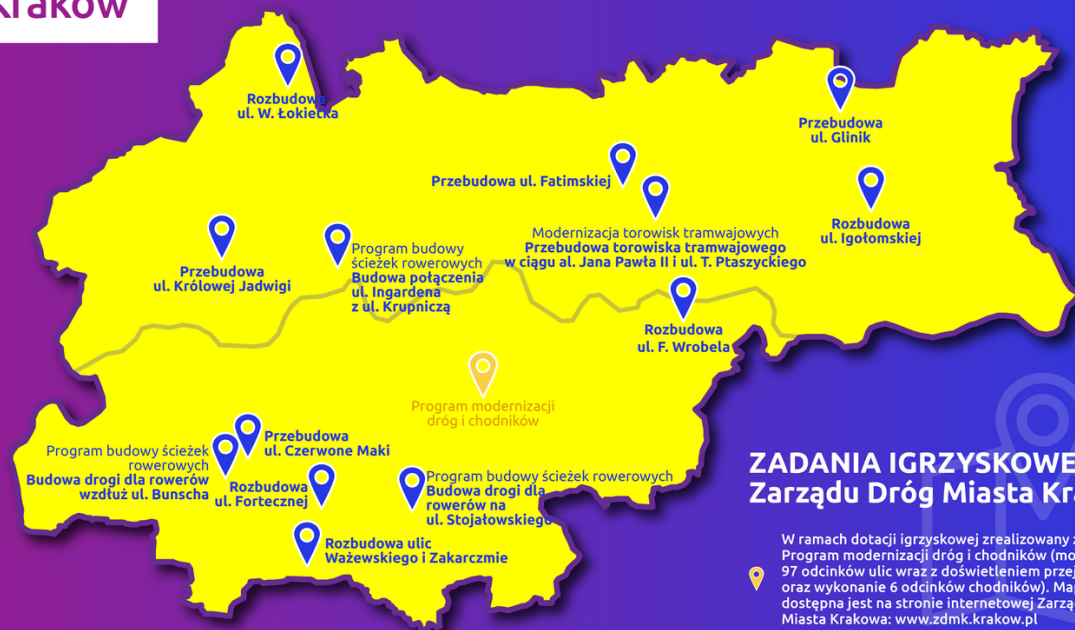 Kraków
Rozbudowa
ul. W. Łokietka
Przebudowa
ul. Glinik
Przebudowa ul. Fatimskiej
Rozbudowa
ul. Igołomskiej
Modernizacja torowisk tramwajowych
Przebudowa torowiska tramwajowego
w ciągu al. Jana Pawła II i ul. T. Ptaszyckiego
Przebudowa
ul. Królowej Jadwigi
Program budowy
ścieżek rowerowych
Budowa połączenia
ul. Ingardena
z ul. Krupniczą
Rozbudowa
ul. F. Wrobela
Program modernizacji
dróg i chodników
Przebudowa
ul. Czerwone Maki
Program budowy ścieżek
rowerowych
Budowa drogi dla rowerów
wzdłuż ul. Bunscha
Rozbudowa
ul. Fortecznej
Program budowy ścieżek rowerowych
Budowa drogi dla
rowerów na
ul. Stojałowskiego
Rozbudowa ulic
Ważewskiego i Zakarczmie
ZADANIA IGRZYSKOWE
Zarządu Dróg Miasta Kra
W ramach dotacji igrzyskowej zrealizowany z
Program modernizacji dróg i chodników (mo
97 odcinków ulic wraz z doświetleniem przej
oraz wykonanie 6 odcinków chodników). Map
dostępna jest na stronie internetowej Zarząd
Miasta Krakowa: www.zdmk.krakow.pl